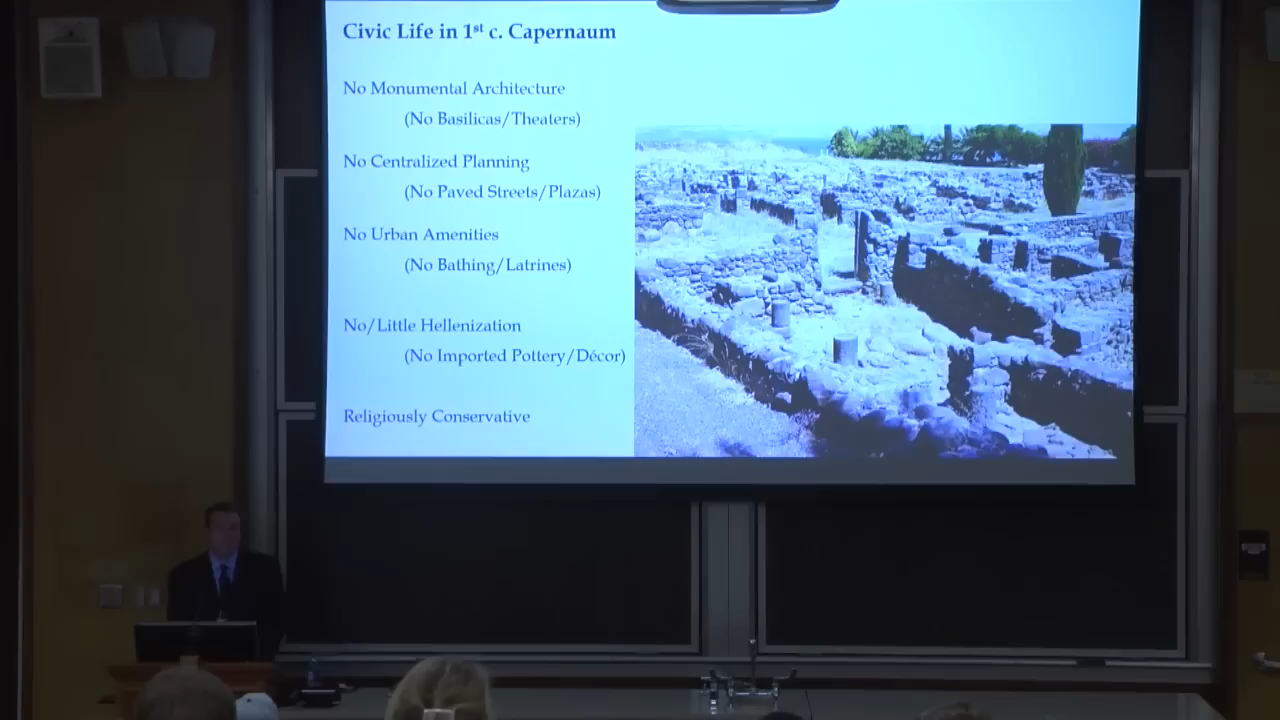 Civic Life in 1st c. Capernaum
No Monumental Architecture
(No Basilicas/Theaters)
No Centralized Planning
(No Paved Streets/Plazas)
No Urban Amenities
(No Bathing/Latrines)
No/Little Hellenization
(No Imported Pottery/Décor)
Religiously Conservative